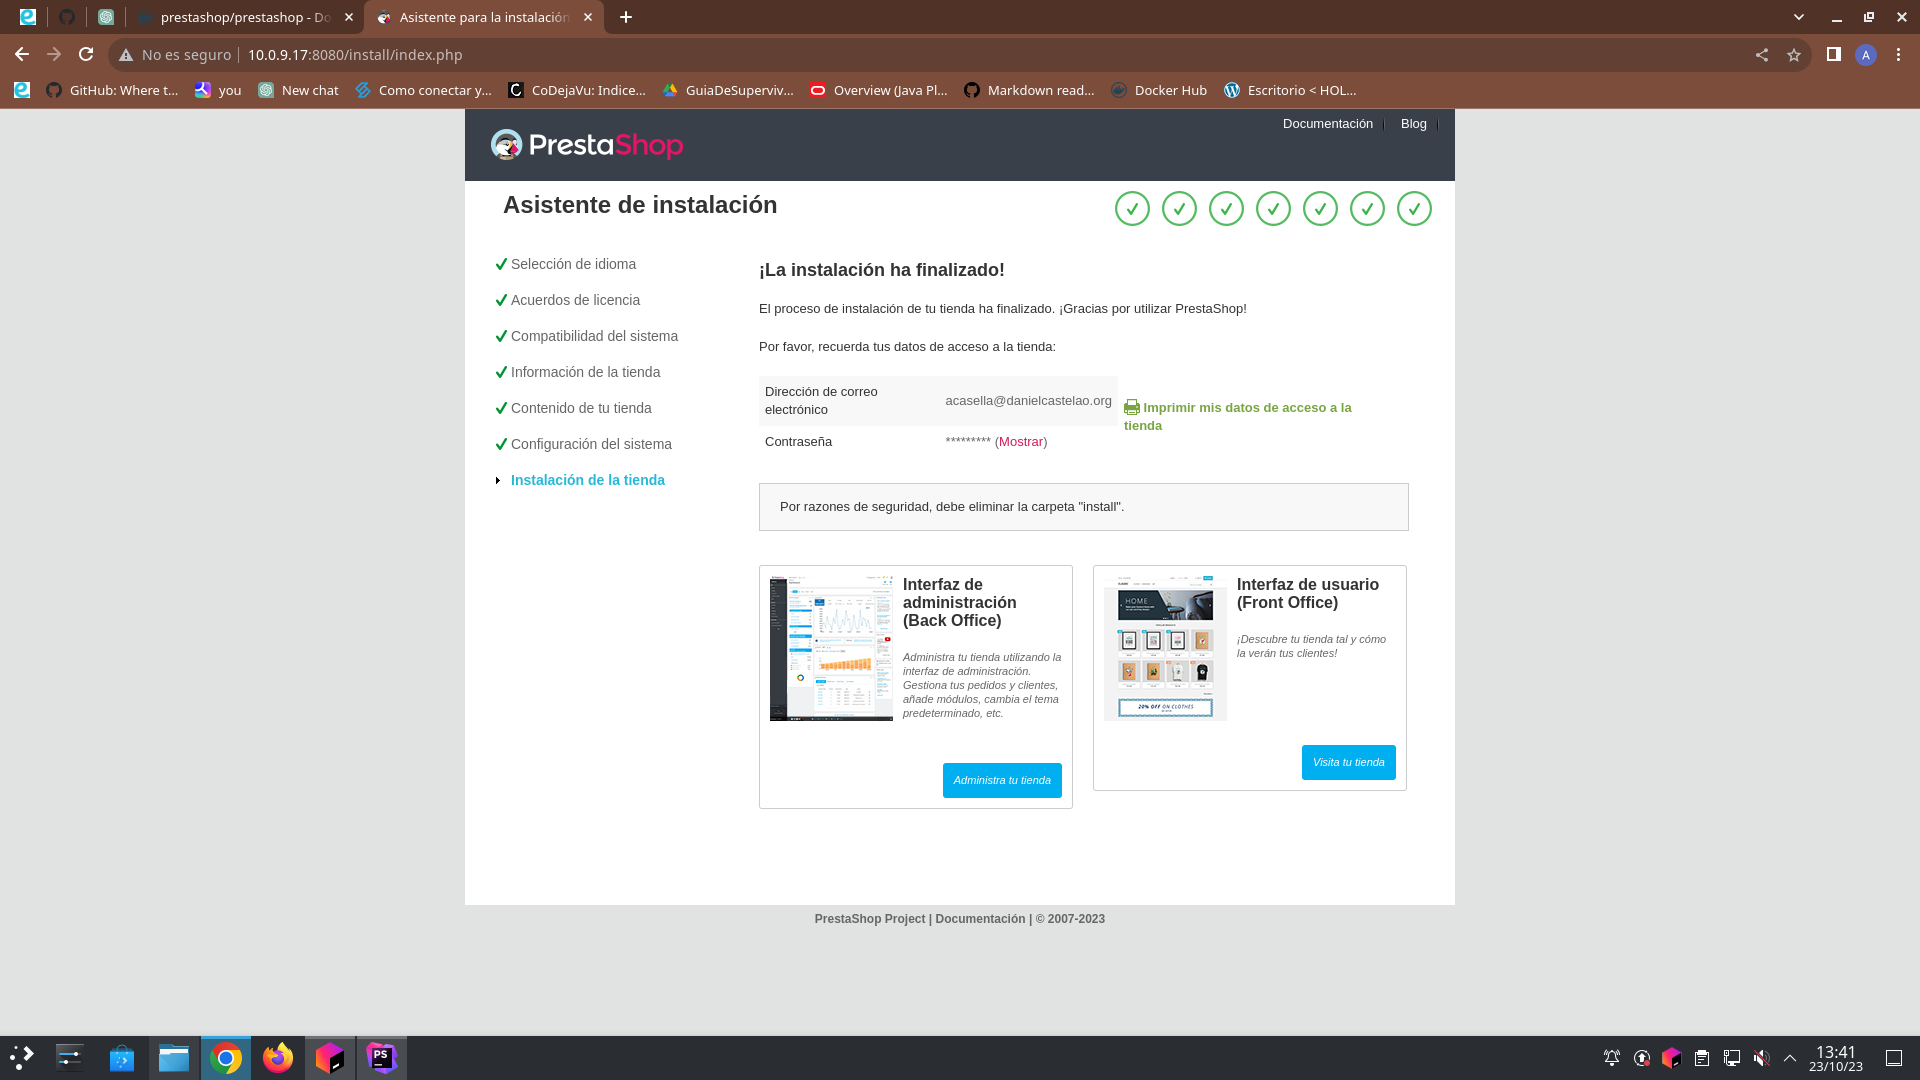 prestashop/prestashop - Do
Asistente para la instalación
No es seguro
10.0.9.17:8080/install/index.php
A
GitHub: Where t...
you
New chat
Como conectar y...
CoDejaVu: Indice...
GuiaDeSuperviv...
Overview (Java Pl...
Markdown read...
Docker Hub
Escritorio < HOL...
PrestaShop
Documentación
Blog
Asistente de instalación
Selección de idioma
Acuerdos de licencia
Compatibilidad del sistema
Información de la tienda
Contenido de tu tienda
Configuración del sistema
Instalación de la tienda
¡La instalación ha finalizado!
El proceso de instalación de tu tienda ha finalizado. ¡Gracias por utilizar PrestaShop!
Por favor, recuerda tus datos de acceso a la tienda:
Dirección de correo
electrónico
acasella@danielcastelao.org
Contraseña
********* (Mostrar)
Imprimir mis datos de acceso a la
tienda
Por razones de seguridad, debe eliminar la carpeta "install".
Interfaz de
administración
(Back Office)
Administra tu tienda utilizando la
interfaz de administración.
Gestiona tus pedidos y clientes,
añade módulos, cambia el tema
predeterminado, etc.
Administra tu tienda
HOME
20% OFF ON CLOTHES
Interfaz de usuario
(Front Office)
¡Descubre tu tienda tal y cómo
la verán tus clientes!
Visita tu tienda
PrestaShop Project | Documentación | © 2007-2023
PS
13:41
23/10/23